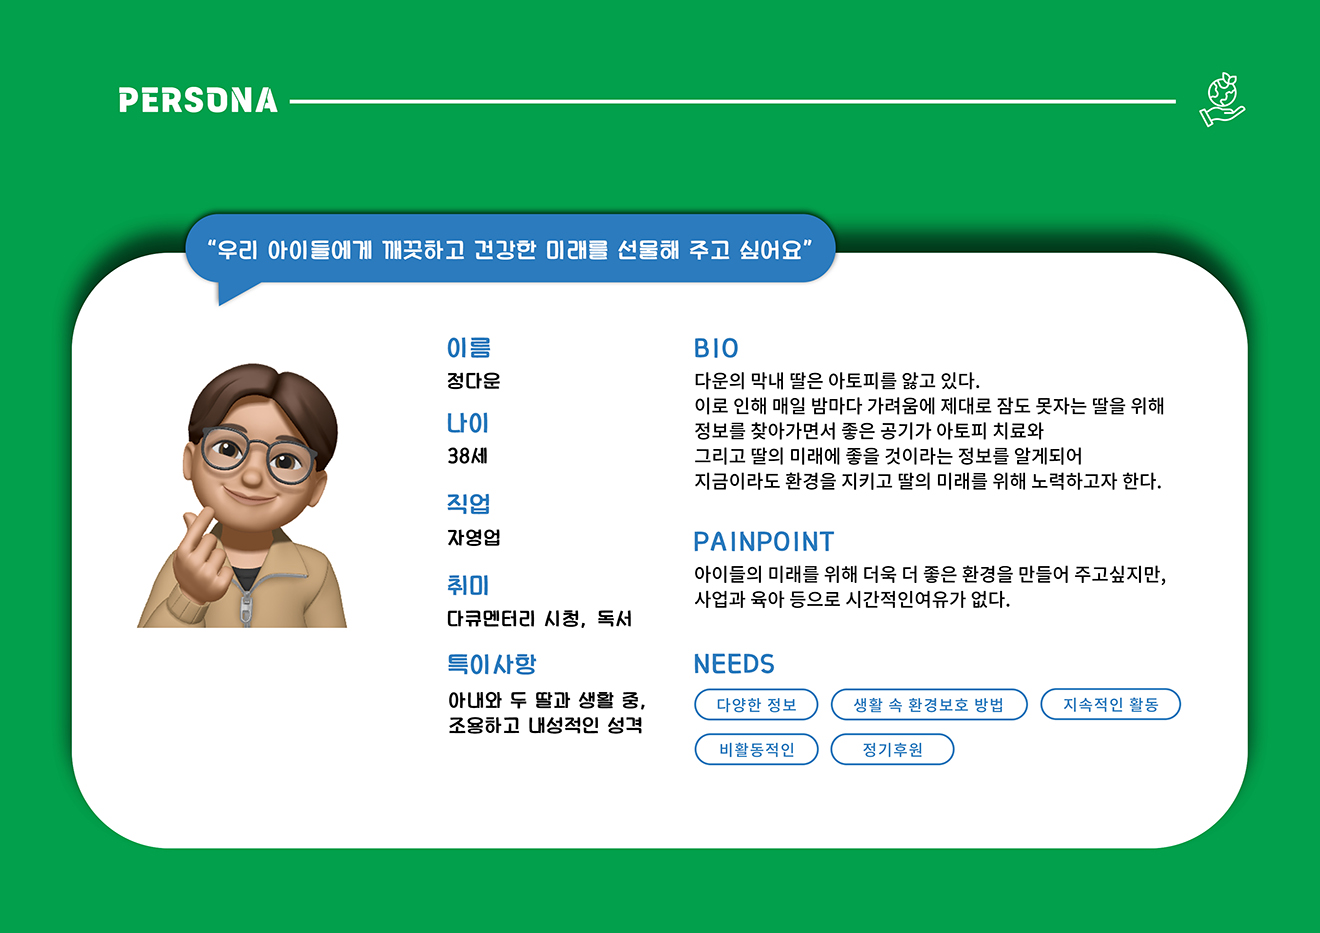 PERSONA
“우리 아이들에게 깨끗하고 건강한 미래를 선물해 주고 싶어요”
이름
정다운
나이
38세
직업
자영업
취미
다큐멘터리 시청, 독서
특이사항
아내와 두 딸과 생활 중,
조용하고 내성적인 성격
BIO
다운의 막내 딸은 아토피를 앓고 있다.
이로 인해 매일 밤마다 가려움에 제대로 잠도 못자는 딸을 위해
정보를 찾아가면서 좋은 공기가 아토피 치료와
그리고 딸의 미래에 좋을 것이라는 정보를 알게되어
지금이라도 환경을 지키고 딸의 미래를 위해 노력하고자 한다.
PAINPOINT
아이들의 미래를 위해 더욱 더 좋은 환경을 만들어 주고싶지만,
사업과 육아 등으로 시간적인여유가 없다.
NEEDS
다양한 정보
생활 속 환경보호 방법
지속적인 활동
비활동적인
정기후원